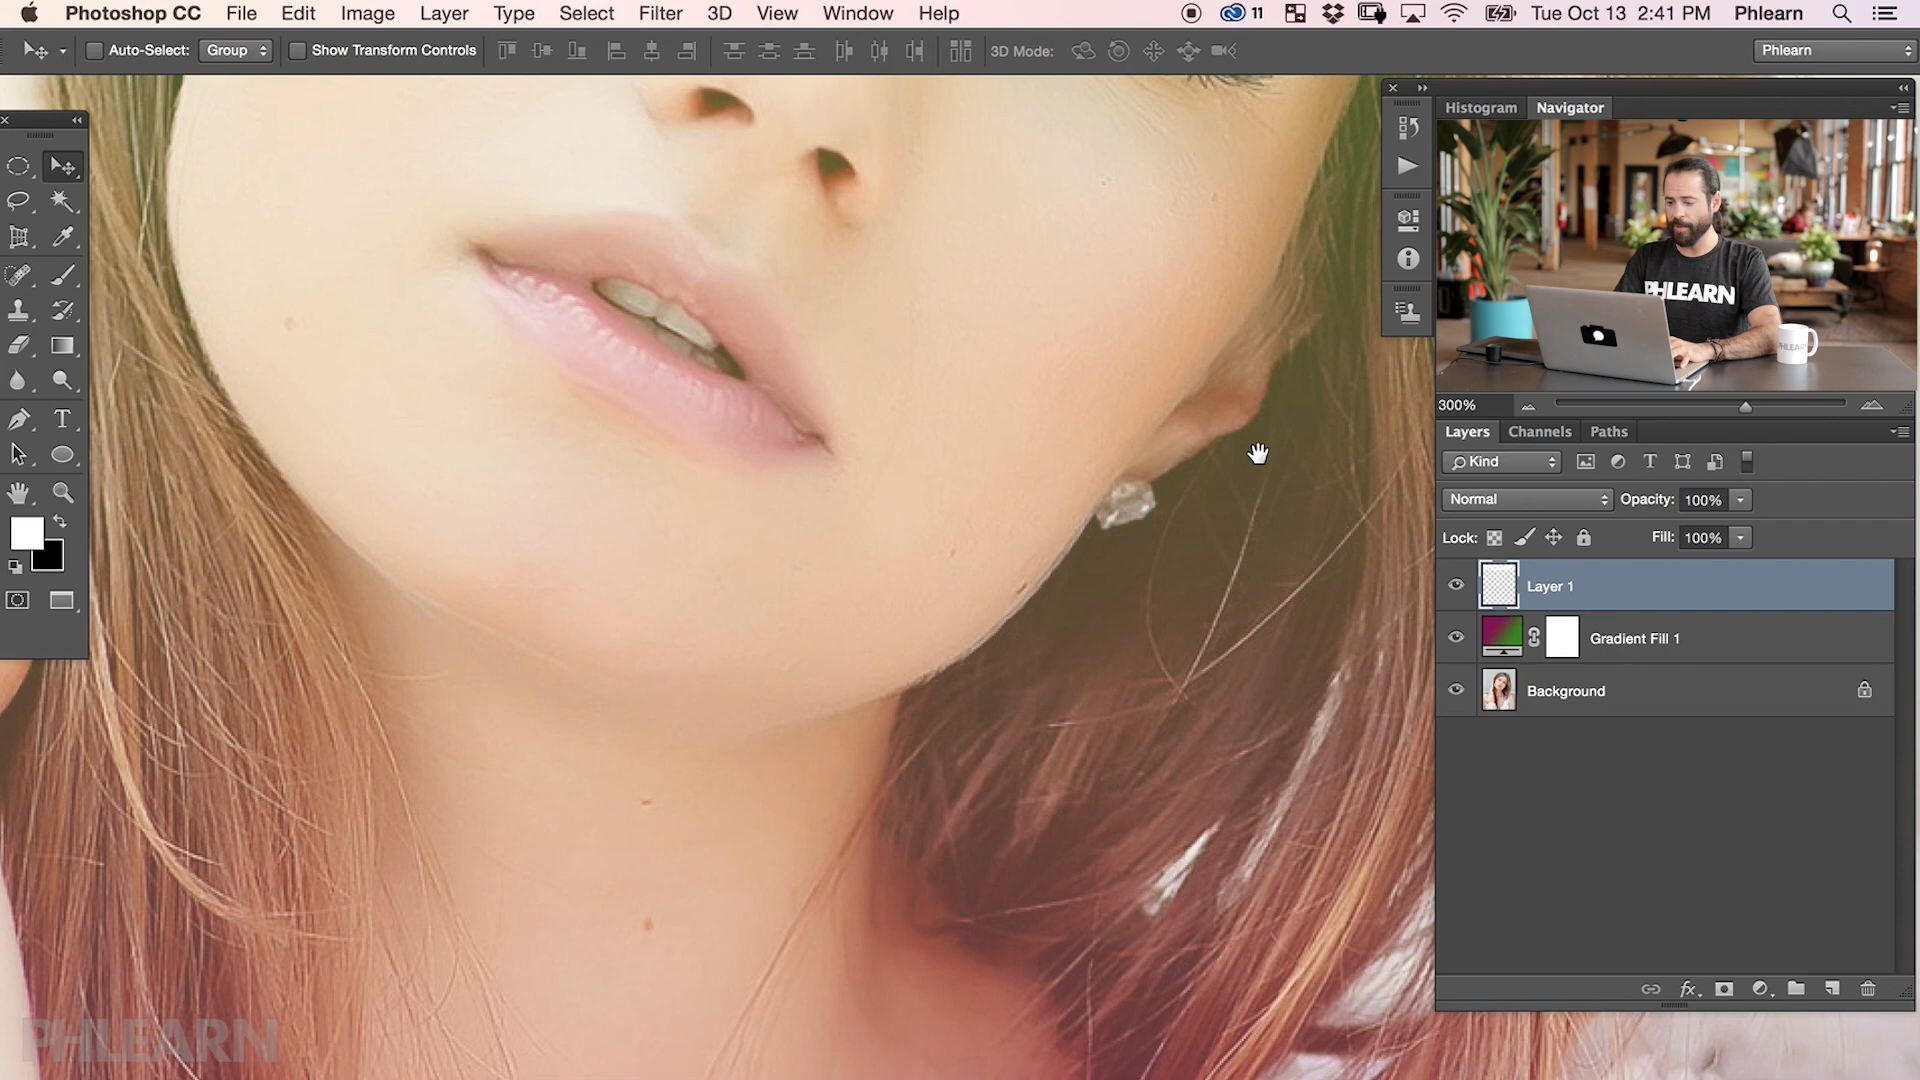 Photoshop CC File Edit Image Layer Type Select Filter 3D View Window Help 11 Tue Oct 13 2:41 PM Phlearn
Auto-Select: Group Show Transform Controls 3D Mode: Phlearn
Histogram Navigator
PHLEARN
PHLEARN
300%
Layers Channels Paths
Kind
Normal Opacity: 100%
Lock: Fill: 100%
Layer 1
Gradient Fill 1
Background
fx
PHLEARN